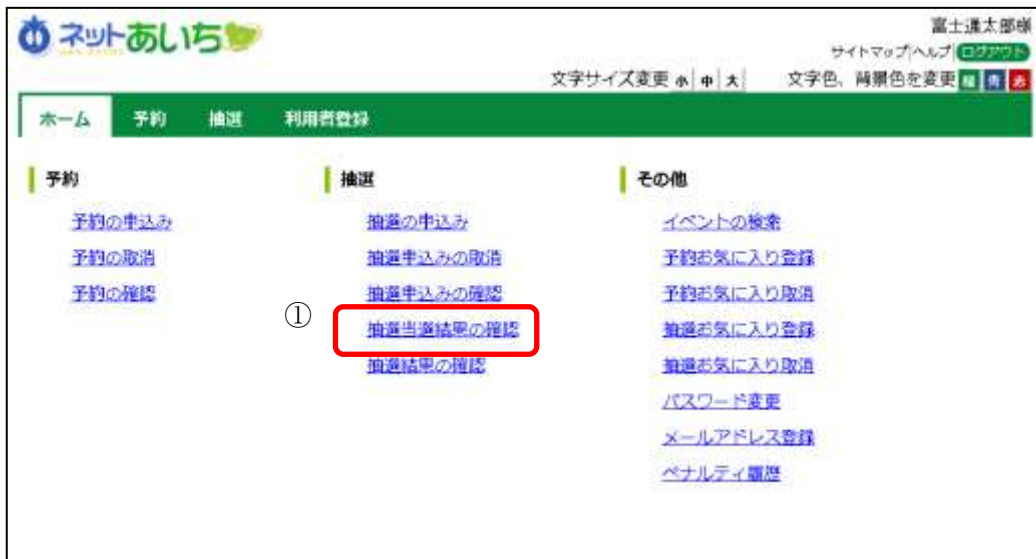 ネットあいち
富士通太郎様
サイトマップ|ヘルプ|ログアウト
文字サイズ変更 小 中 大 文字色、背景色を変更 緑 青 赤
ホーム 予約 抽選 利用者登録
予約
予約の申込み
予約の取消
予約の確認
抽選
抽選の申込み
抽選申込みの取消
抽選申込みの確認
①
抽選当選結果の確認
抽選結果の確認
その他
イベントの検索
予約お気に入り登録
予約お気に入り取消
抽選お気に入り登録
抽選お気に入り取消
パスワード変更
メールアドレス登録
ペナルティ履歴